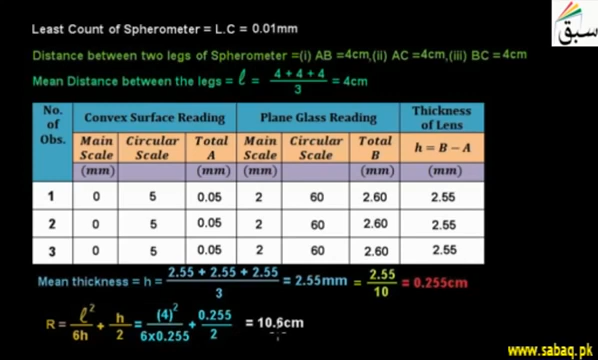 سبق
Least Count of Spherometer = L.C = 0.01mm
Distance between two legs of Spherometer =(i) AB =4cm,(ii) AC =4cm,(iii) BC =4cm
Mean Distance between the legs = ℓ = (4 + 4 + 4)/3 = 4cm
No. of Obs. Convex Surface Reading Plane Glass Reading Thickness of Lens
Main Scale Circular Scale Total A Main Scale Circular Scale Total B h = B – A
(mm) (mm) (mm) (mm) (mm)
1 0 5 0.05 2 60 2.60 2.55
2 0 5 0.05 2 60 2.60 2.55
3 0 5 0.05 2 60 2.60 2.55
Mean thickness = h = (2.55 + 2.55 + 2.55)/3 = 2.55mm = 2.55/10 = 0.255cm
R = ℓ²/6h + h/2 = (4)²/6x0.255 + 0.255/2 = 10.5cm
www.sabaq.pk